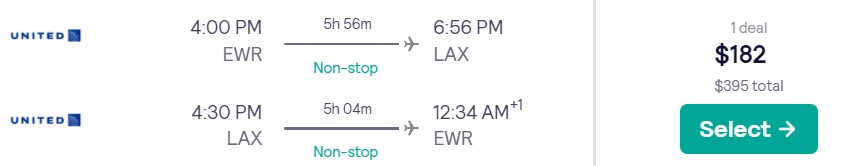 UNITED 4:00 PM 5h 56m 6:56 PM
EWR Non-stop LAX
UNITED 4:30 PM 5h 04m 12:34 AM+1
LAX Non-stop EWR
1 deal
$182
$395 total
Select →